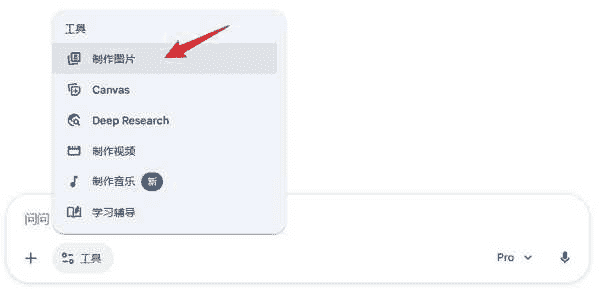 工具
制作图片
Canvas
Deep Research
制作视频
制作音乐 新
学习辅导
问问
工具 Pro